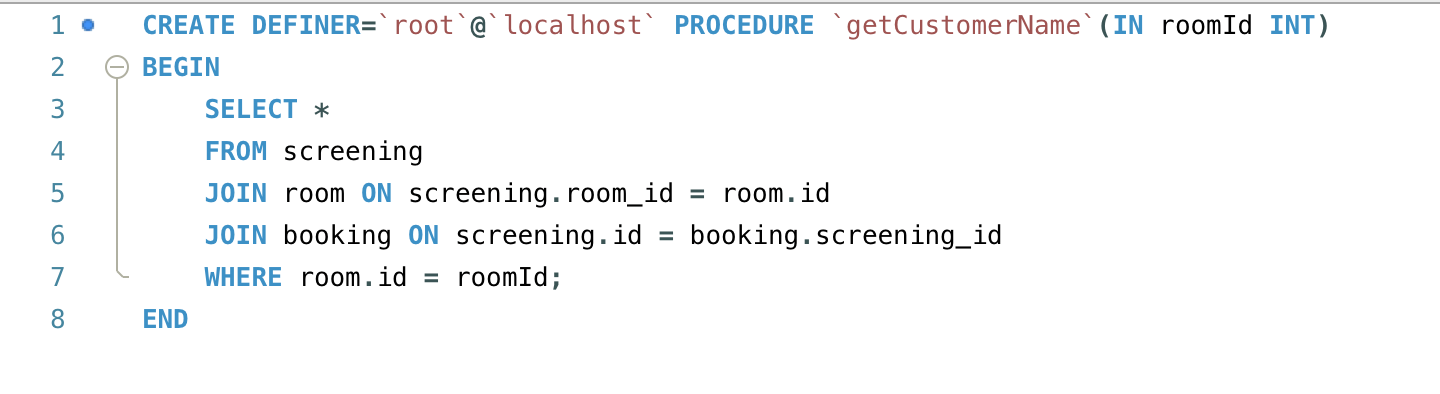 1 CREATE DEFINER=`root`@`localhost` PROCEDURE `getCustomerName`(IN roomId INT)
2 BEGIN
3     SELECT *
4     FROM screening
5     JOIN room ON screening.room_id = room.id
6     JOIN booking ON screening.id = booking.screening_id
7     WHERE room.id = roomId;
8 END